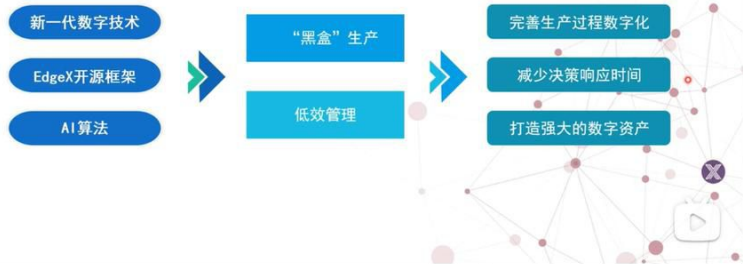 新一代数字技术
EdgeX开源框架
AI算法
“黑盒”生产
低效管理
完善生产过程数字化
减少决策响应时间
打造强大的数字资产
X